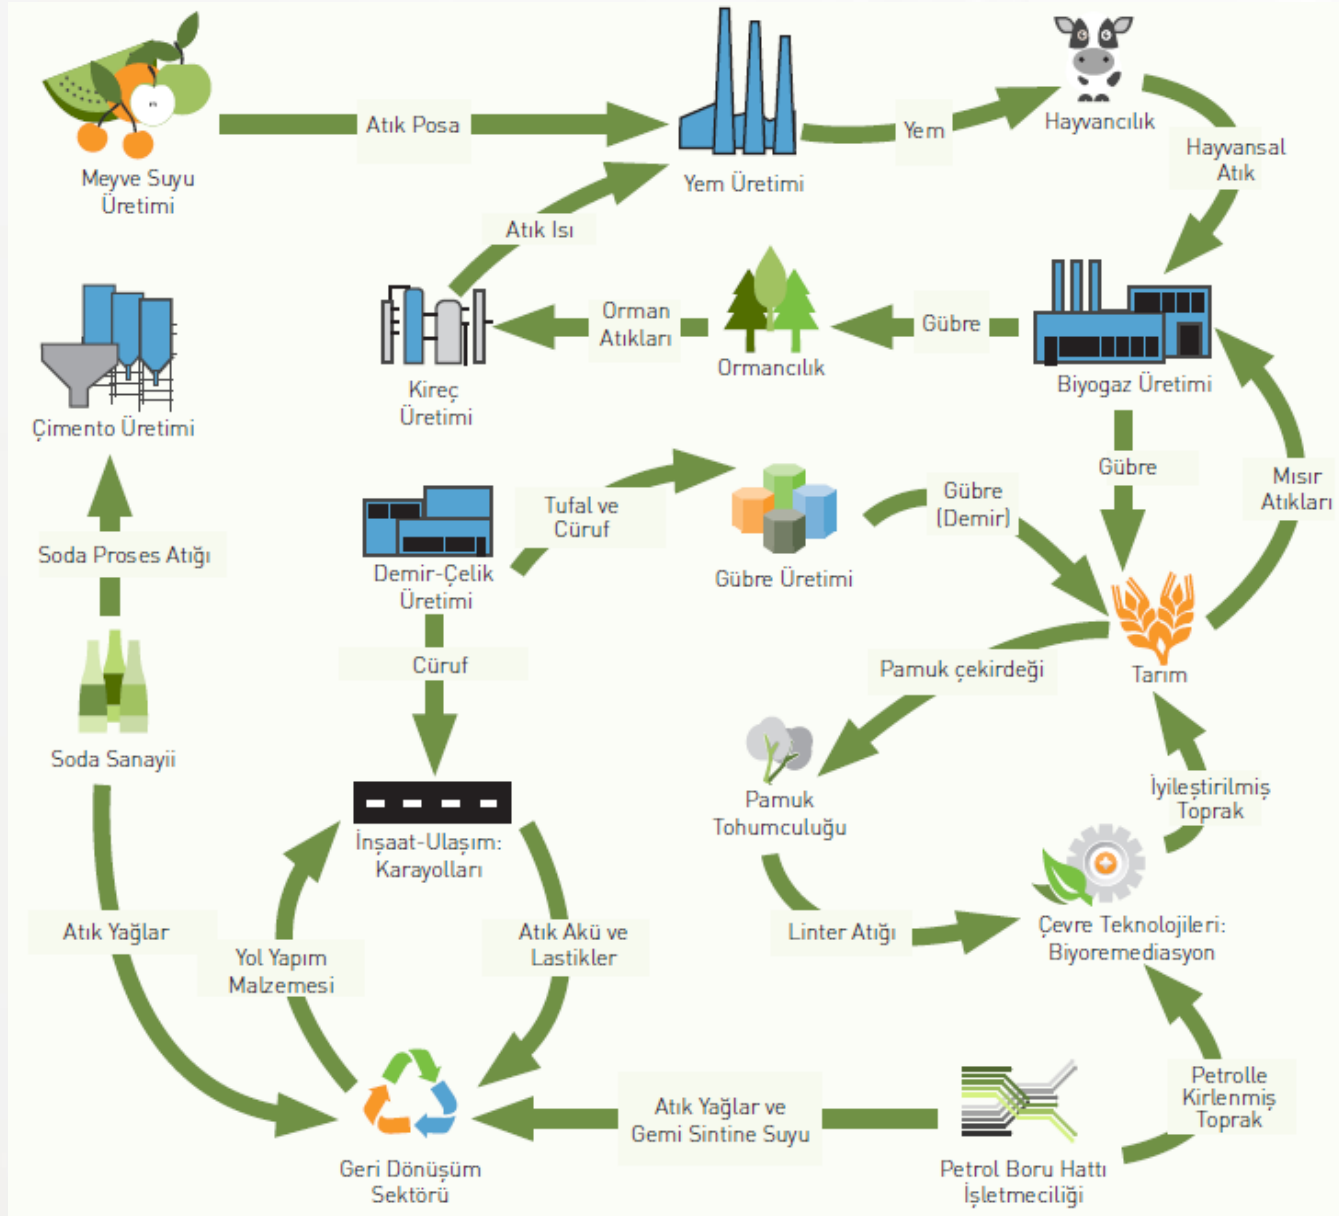 Atık Posa
Meyve Suyu
Üretimi
Yem Üretimi
Yem
Hayvancılık
Hayvansal
Atık
Atık Isı
Orman
Atıkları
Gübre
Ormancılık
Kireç
Üretimi
Biyogaz Üretimi
Çimento Üretimi
Gübre
Mısır
Atıkları
Tufal ve
Cüruf
Gübre
(Demir)
Soda Proses Atığı
Demir-Çelik
Üretimi
Gübre Üretimi
Cüruf
Pamuk çekirdeği
Tarım
Soda Sanayii
İyileştirilmiş
Toprak
Pamuk
Tohumculuğu
İnşaat-Ulaşım:
Karayolları
Atık Yağlar
Yol Yapım
Malzemesi
Atık Akü ve
Lastikler
Linter Atığı
Çevre Teknolojileri:
Biyoremediasyon
Petrolle
Kirlenmiş
Toprak
Atık Yağlar ve
Gemi Sintine Suyu
Geri Dönüşüm
Sektörü
Petrol Boru Hattı
İşletmeciliği